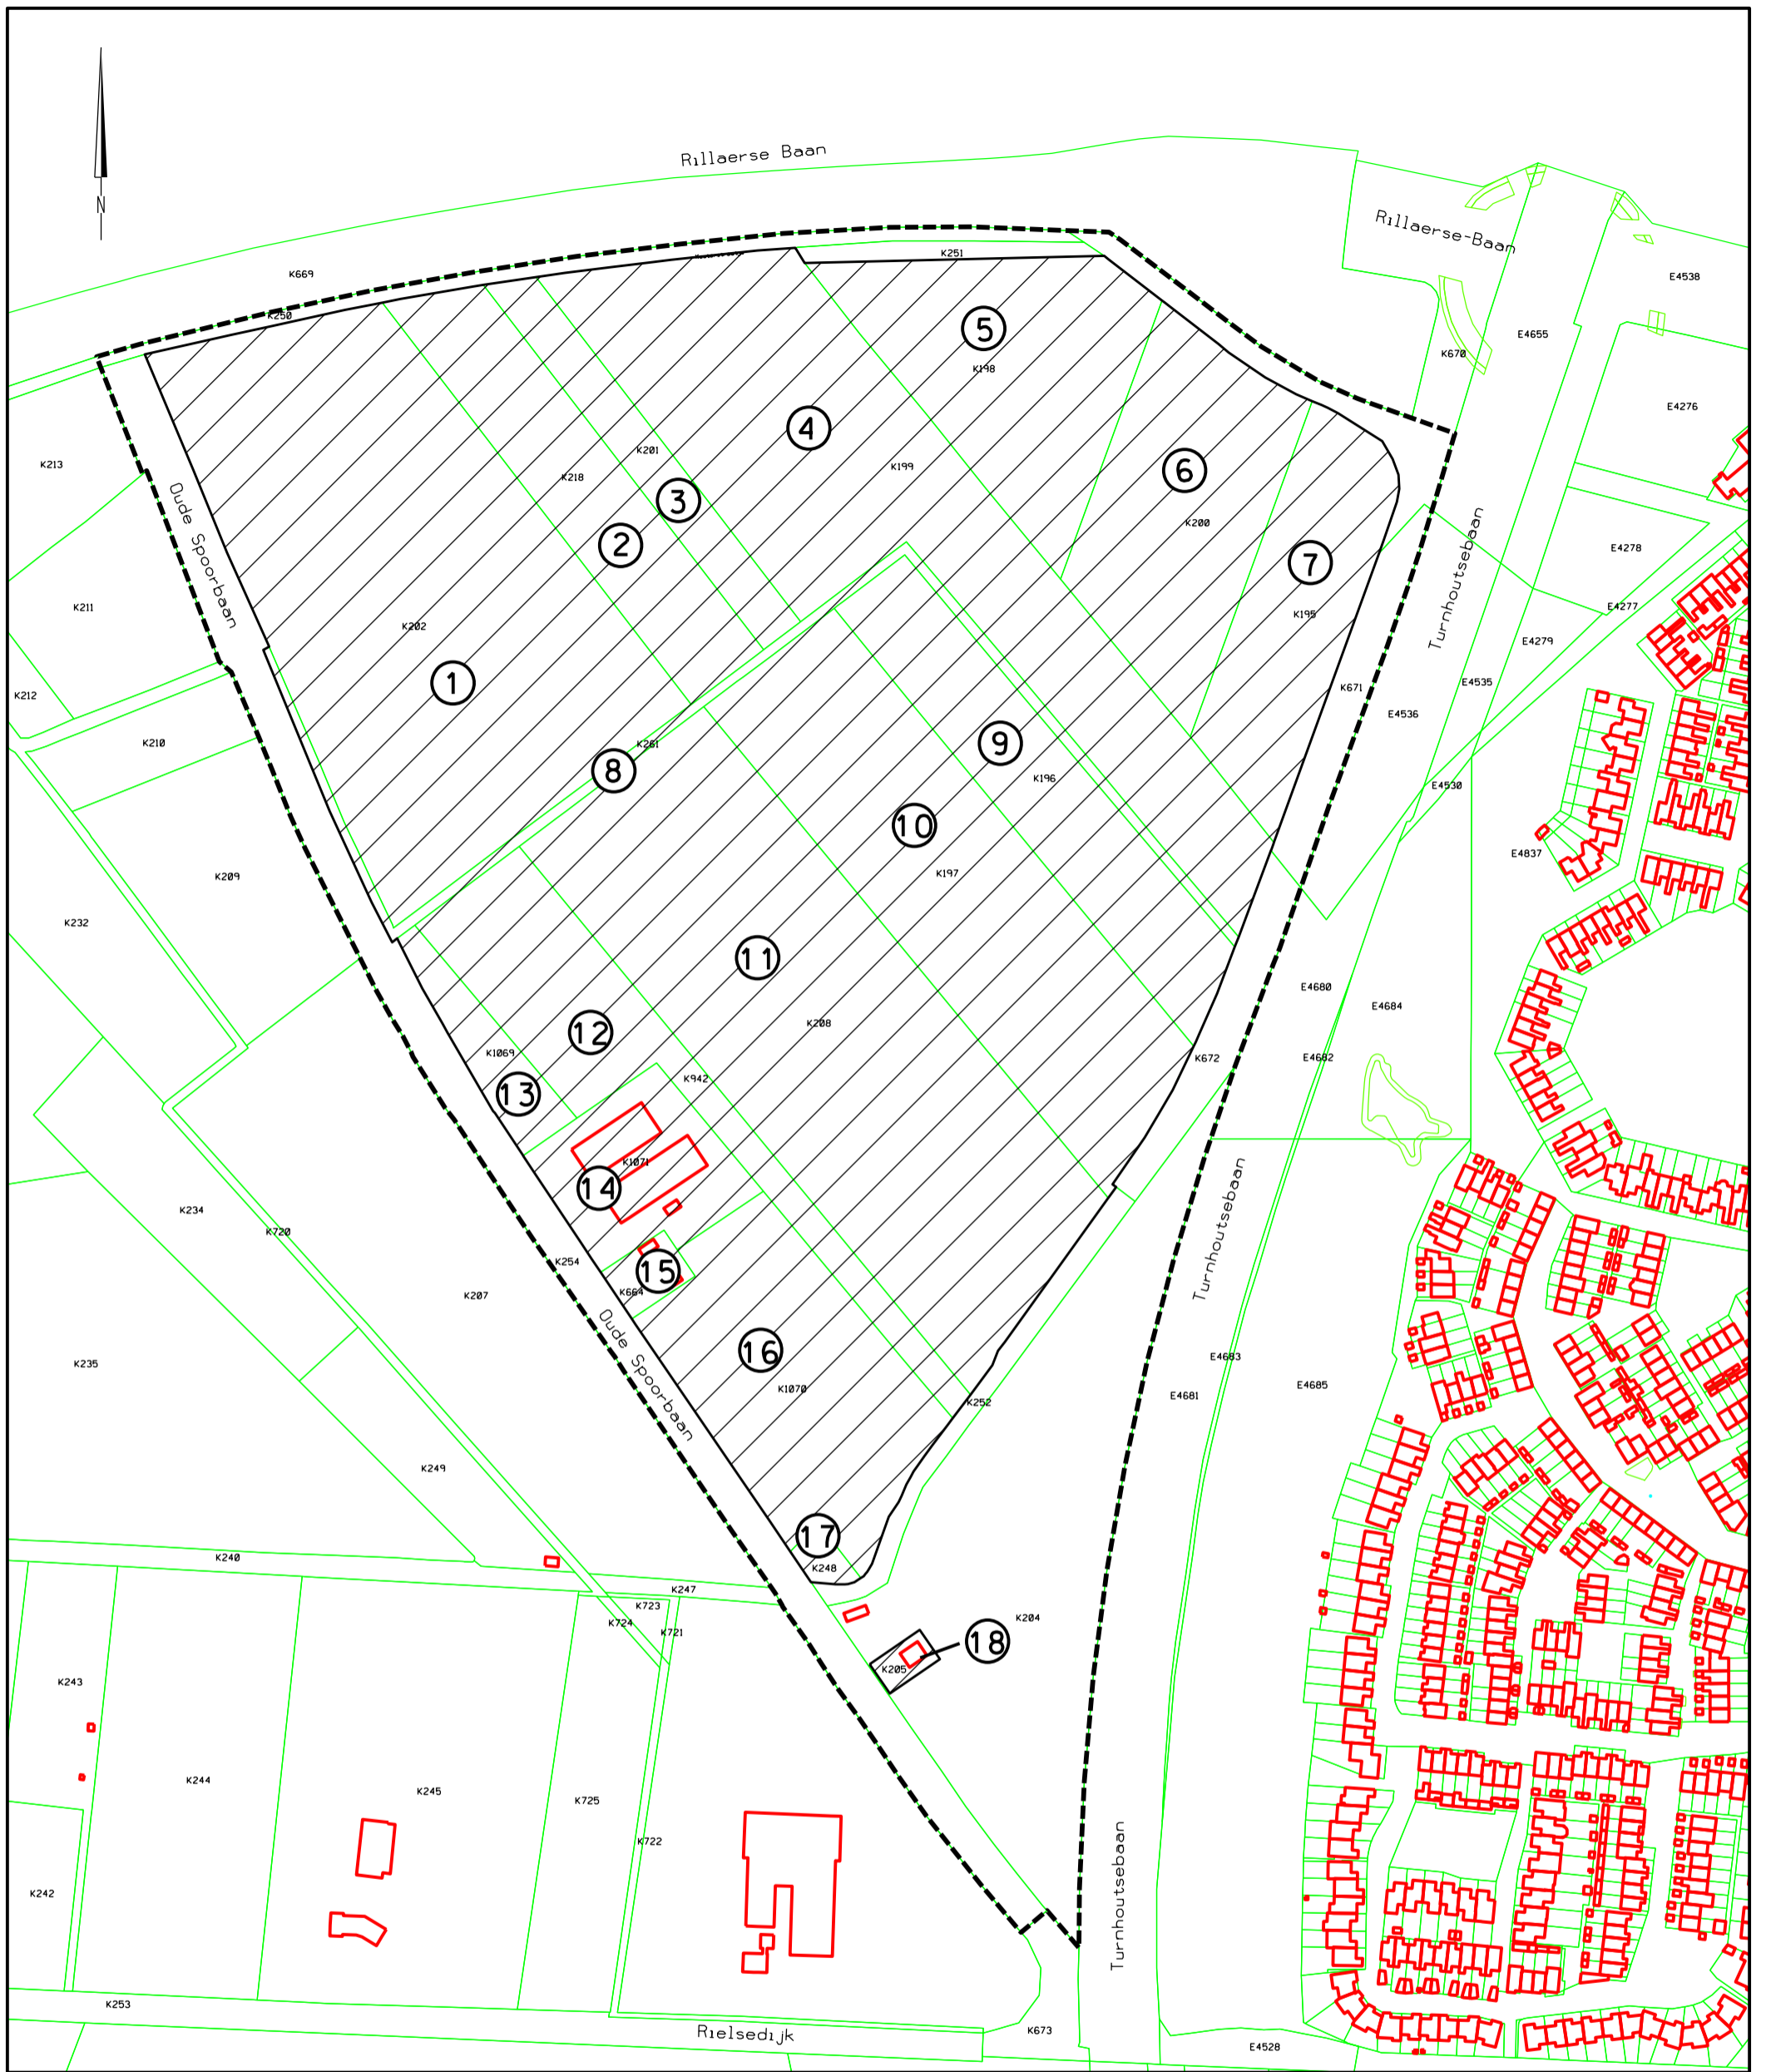 Rillaerse Baan
N
Rillaerse-Baan
K669
K251
E4538
K250
5
E4655
K670
K198
E4276
4
K213
K201
K199
6
K218
3
K200
Oude Spoorbaan
2
7
E4278
Turnhoutsebaan
K211
E4277
K195
K202
E4279
1
K671
E4535
K212
E4536
K210
K261
9
8
K196
E4530
10
E4837
K209
K197
K232
11
E4680
E4684
12
K208
K1069
K672
E4682
K942
13
K1071
14
K234
K720
Turnhoutsebaan
K254
15
K207
K664
Oude Spoorbaan
16
E4683
K235
K1070
E4685
E4681
K252
K249
17
K240
K248
K247
K723
K204
K724
K721
18
K205
K243
K244
K245
K725
K722
Turnhoutsebaan
K242
K253
Rielsedijk
K673
E4528